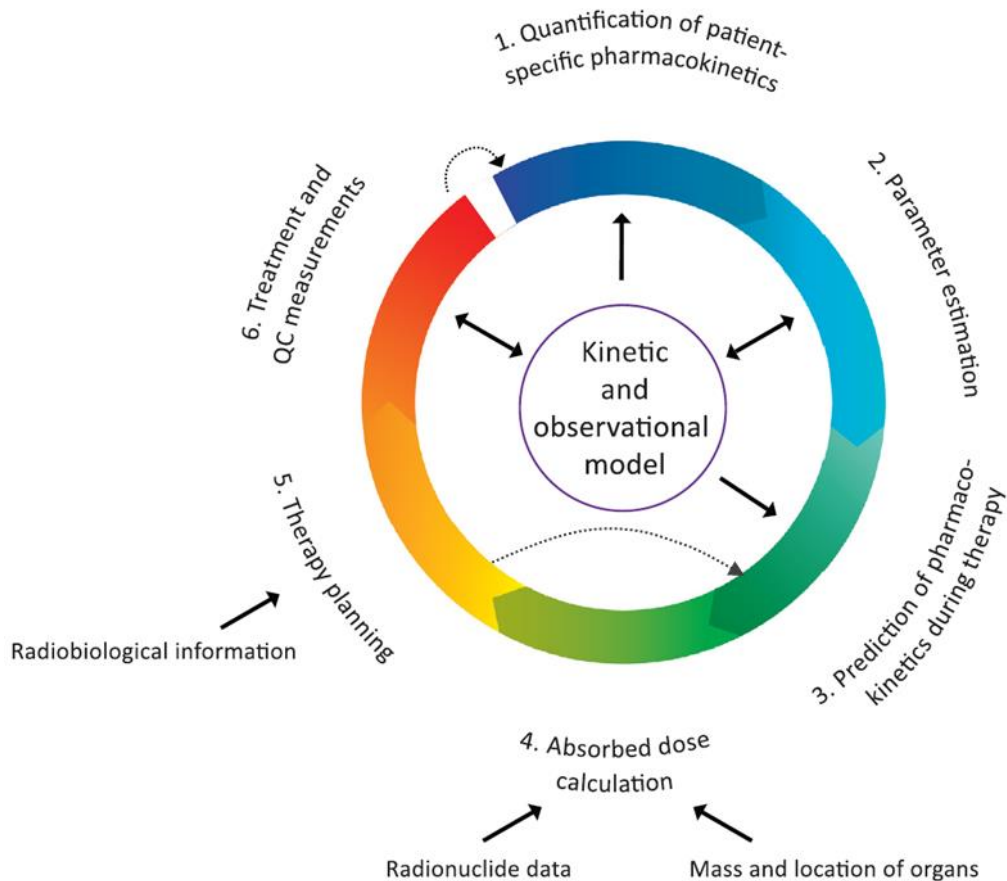 1. Quantification of patient-
specific pharmacokinetics
2. Parameter estimation
3. Prediction of pharmaco-
kinetics during therapy
4. Absorbed dose
calculation
5. Therapy planning
6. Treatment and
QC measurements
Kinetic
and
observational
model
Radiobiological information
Radionuclide data
Mass and location of organs